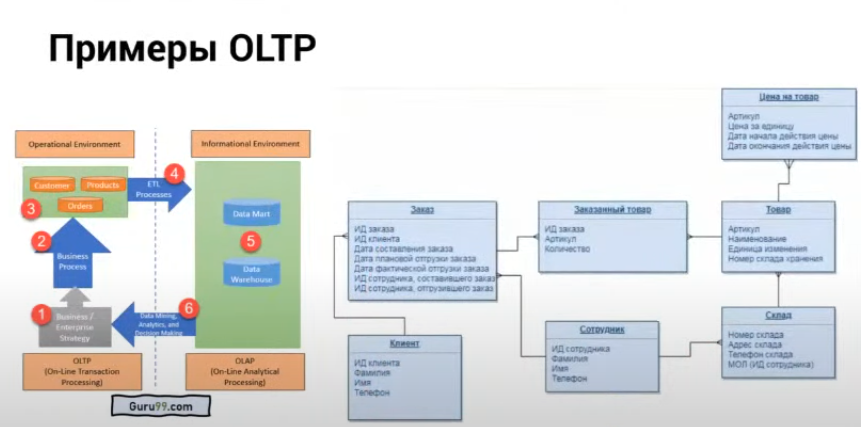 Примеры OLTP
Operational Environment
Informational Environment
Customer
Products
Orders
3
ETL
Processes
4
2
Business
Process
Data Mart
5
Data
Warehouse
1
Business /
Enterprise
Strategy
Data Mining,
Analytics, and
Decision Making
6
OLTP
(On-Line Transaction
Processing)
OLAP
(On-Line Analytical
Processing)
Guru99.com
Цена на товар
Артикул
Цена за единицу
Дата начала действия цены
Дата окончания действия цены
Заказ
ИД заказа
ИД клиента
Дата составления заказа
Дата плановой отгрузки заказа
Дата фактической отгрузки заказа
ИД сотрудника, составившего заказ
ИД сотрудника, отгрузившего заказ
Заказанный товар
ИД заказа
Артикул
Количество
Товар
Артикул
Наименование
Единица изменения
Номер склада хранения
Клиент
ИД клиента
Фамилия
Имя
Телефон
Сотрудник
ИД сотрудника
Фамилия
Имя
Телефон
Склад
Номер склада
Адрес склада
Телефон склада
МОЛ (ИД сотрудника)